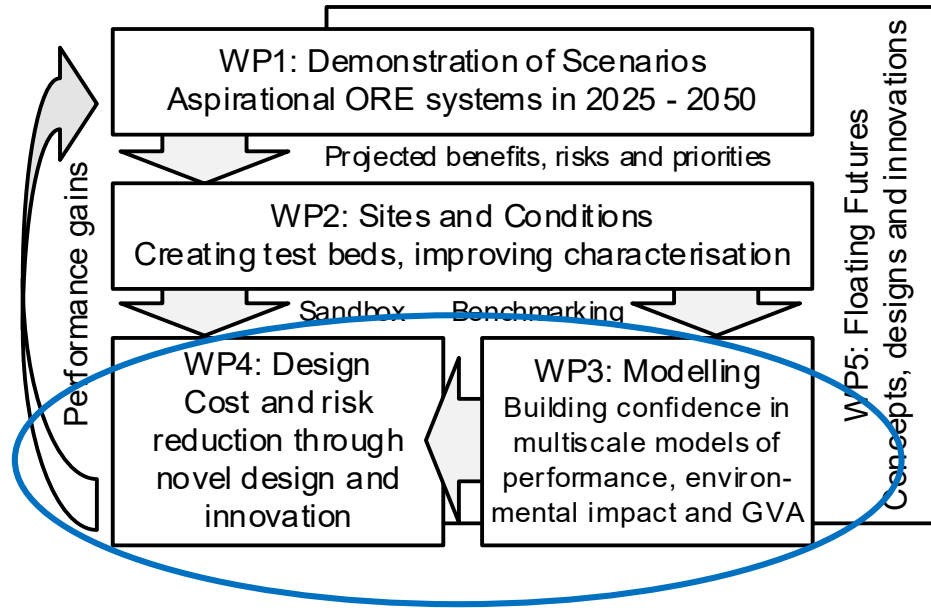 WP1: Demonstration of Scenarios
Aspirational ORE systems in 2025 - 2050
Projected benefits, risks and priorities
WP2: Sites and Conditions
Creating test beds, improving characterisation
Sandbox
Benchmarking
WP4: Design
Cost and risk
reduction through
novel design and
innovation
WP3: Modelling
Building confidence in
multiscale models of
performance, environ-
mental impact and GVA
Performance gains
WP5: Floating Futures
Concepts, designs and innovations